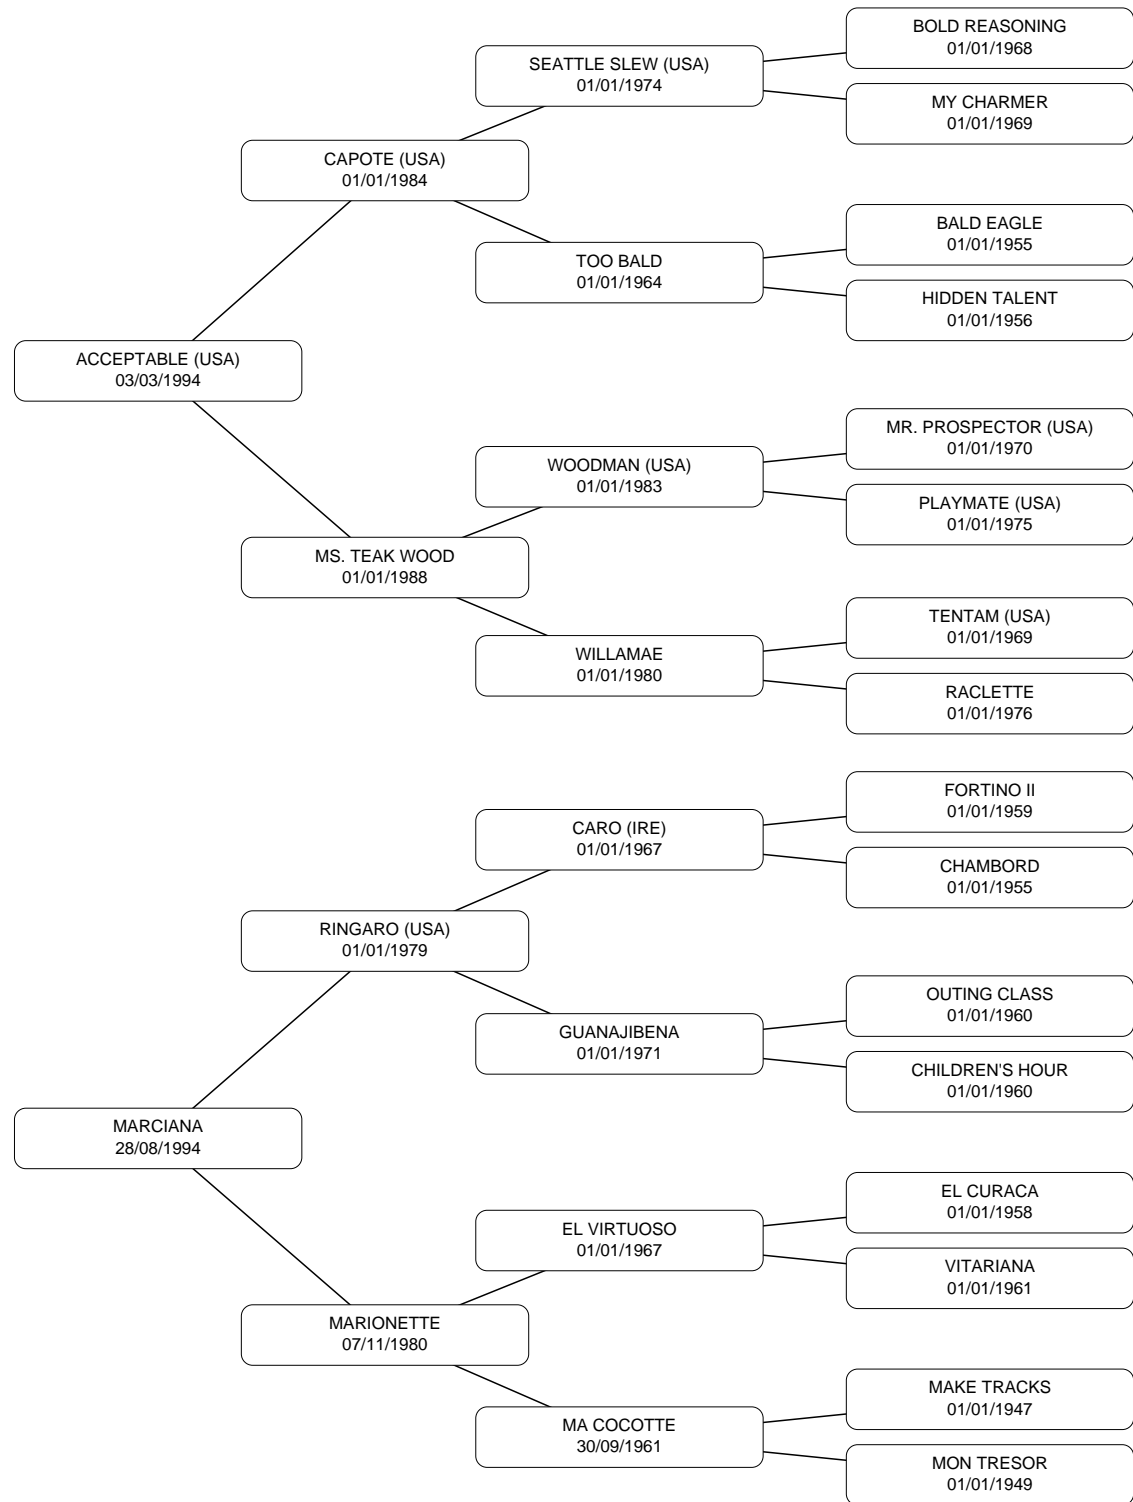 BOLD REASONING
01/01/1968
SEATTLE SLEW (USA)
01/01/1974
MY CHARMER
01/01/1969
CAPOTE (USA)
01/01/1984
BALD EAGLE
01/01/1955
TOO BALD
01/01/1964
HIDDEN TALENT
01/01/1956
ACCEPTABLE (USA)
03/03/1994
MR. PROSPECTOR (USA)
01/01/1970
WOODMAN (USA)
01/01/1983
PLAYMATE (USA)
01/01/1975
MS. TEAK WOOD
01/01/1988
TENTAM (USA)
01/01/1969
WILLAMAE
01/01/1980
RACLETTE
01/01/1976
FORTINO II
01/01/1959
CARO (IRE)
01/01/1967
CHAMBORD
01/01/1955
RINGARO (USA)
01/01/1979
OUTING CLASS
01/01/1960
GUANAJIBENA
01/01/1971
CHILDREN'S HOUR
01/01/1960
MARCIANA
28/08/1994
EL CURACA
01/01/1958
EL VIRTUOSO
01/01/1967
VITARIANA
01/01/1961
MARIONETTE
07/11/1980
MAKE TRACKS
01/01/1947
MA COCOTTE
30/09/1961
MON TRESOR
01/01/1949